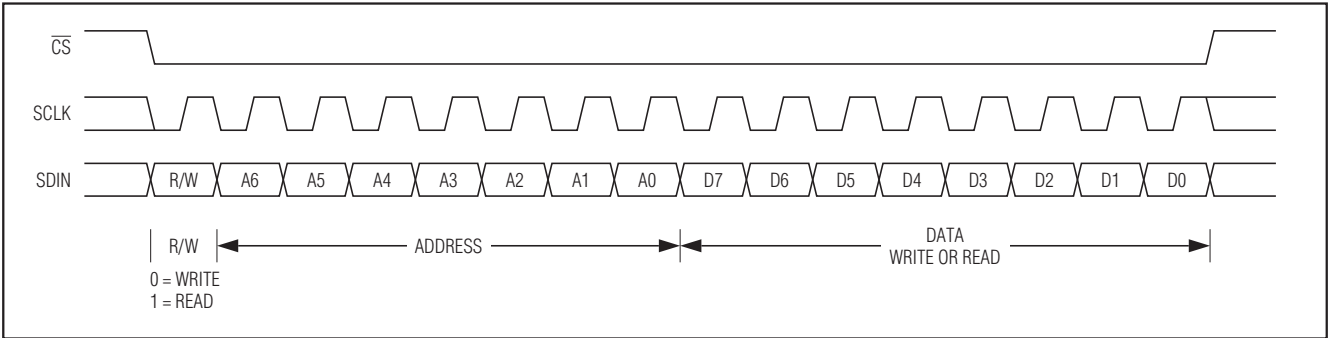 C̅S̅
SCLK
SDIN R/W A6 A5 A4 A3 A2 A1 A0 D7 D6 D5 D4 D3 D2 D1 D0
R/W ADDRESS DATA
WRITE OR READ
0 = WRITE
1 = READ